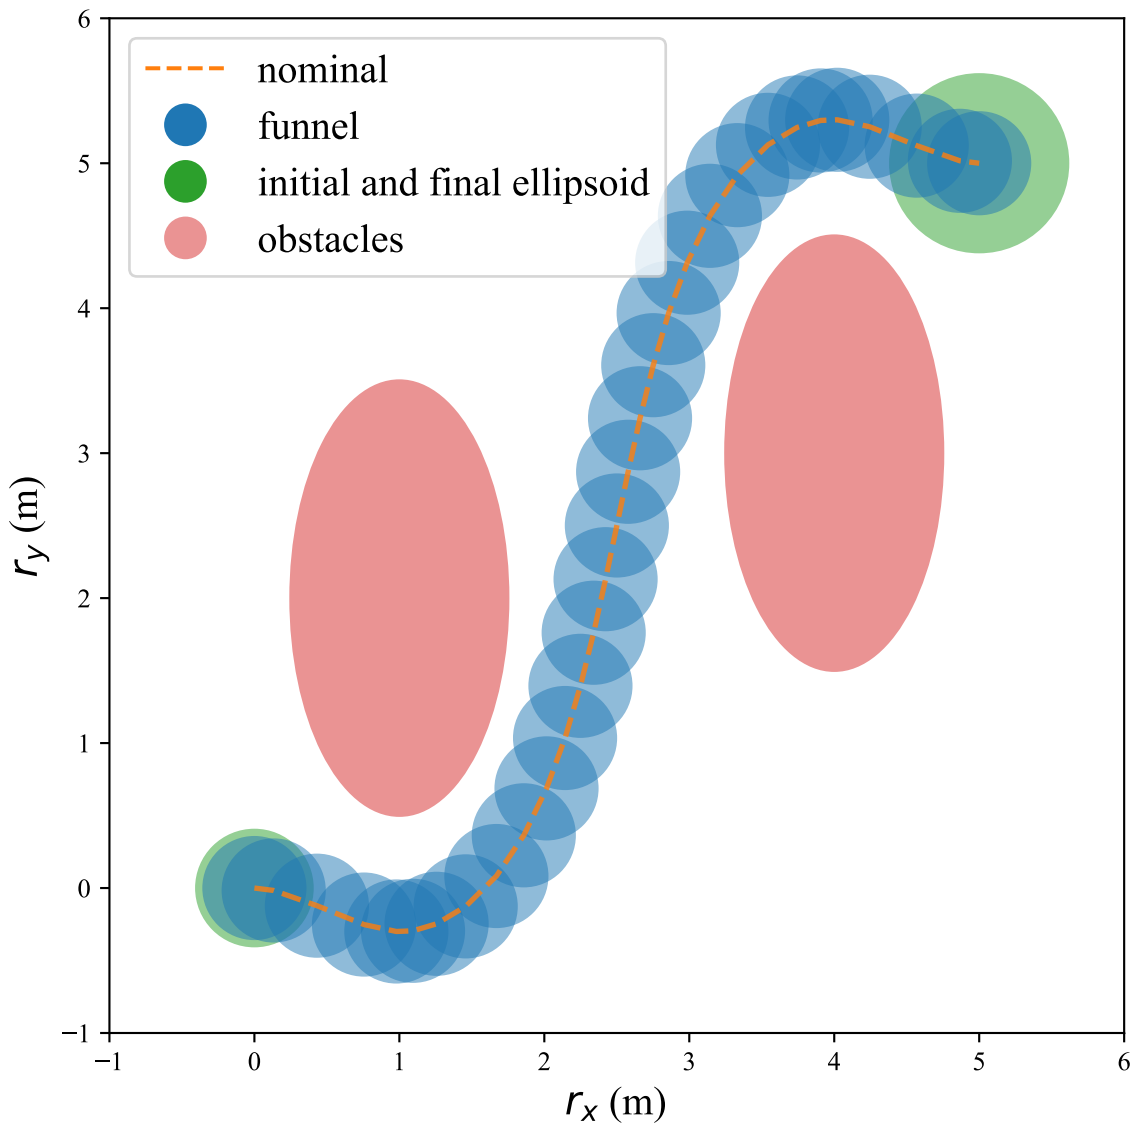 6
nominal
funnel
5
initial and final ellipsoid
obstacles
4
3
r_y (m)
2
1
0
−1
−1 0 1 2 3 4 5 6
r_x (m)